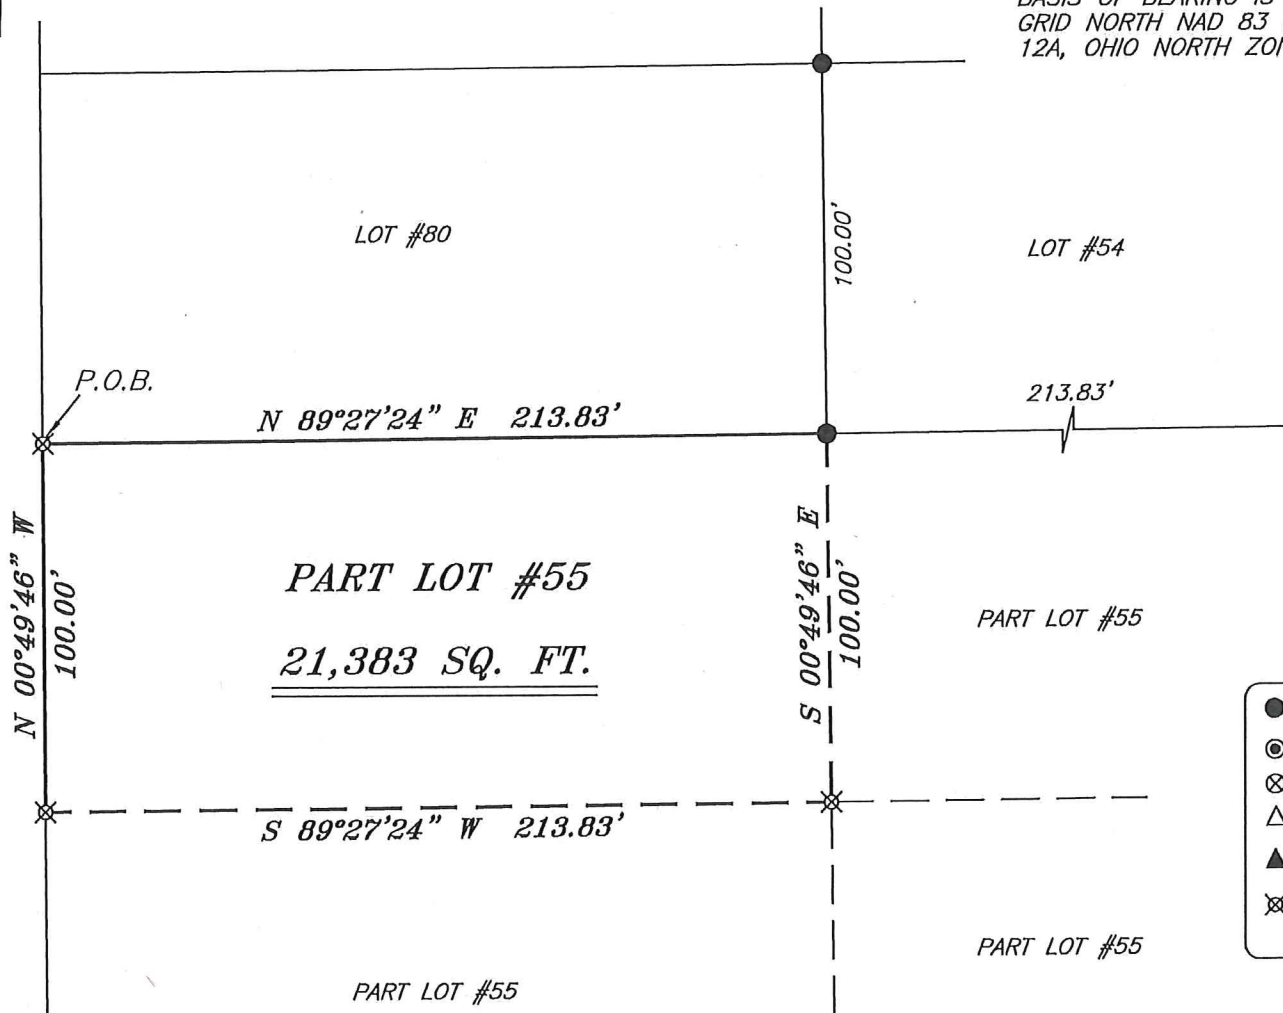 GRID NORTH NAD 83
12A, OHIO NORTH
LOT #80
100.00'
LOT #54
P.O.B.
N 89°27'24" E 213.83'
213.83'
N 00°49'46" W
100.00'
PART LOT #55
21,383 SQ. FT.
S 00°49'46" E
100.00'
PART LOT #55
S 89°27'24" W 213.83'
PART LOT #55
PART LOT #55